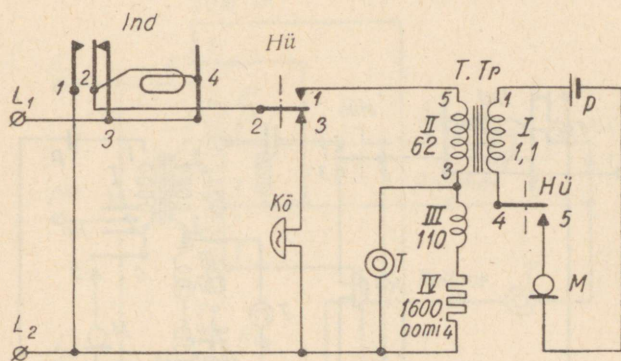 Ind
Hü
T. Tr
1 2 4
L₁
3
2 1 3
5 1
II 62
I 1,1
p
3
4 Hü 5
Kõ
III 110
T
M
IV 1600 oomi 4
L₂